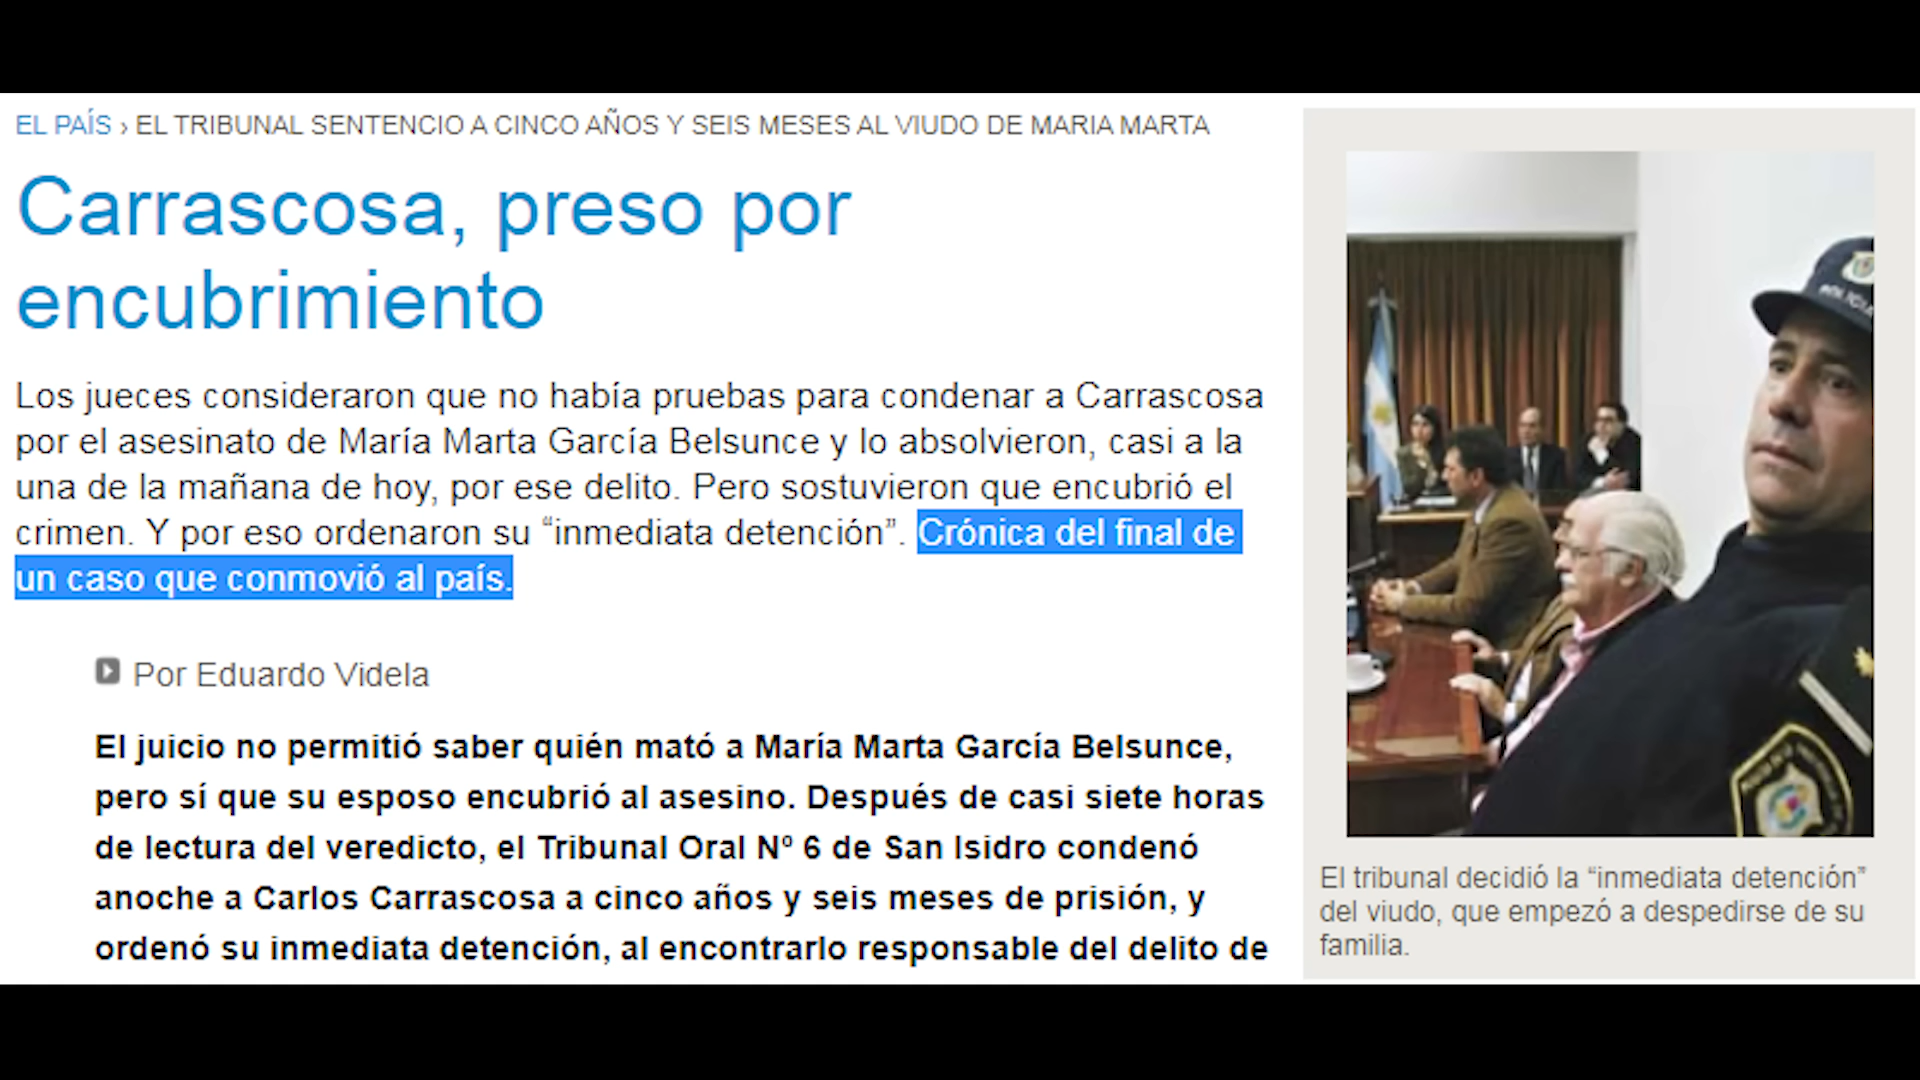 EL PAÍS › EL TRIBUNAL SENTENCIO A CINCO AÑOS Y SEIS MESES AL VIUDO DE MARIA MARTA
Carrascosa, preso por
encubrimiento
Los jueces consideraron que no había pruebas para condenar a Carrascosa
por el asesinato de María Marta García Belsunce y lo absolvieron, casi a la
una de la mañana de hoy, por ese delito. Pero sostuvieron que encubrió el
crimen. Y por eso ordenaron su “inmediata detención”. Crónica del final de
un caso que conmovió al país.
Por Eduardo Videla
El juicio no permitió saber quién mató a María Marta García Belsunce,
pero sí que su esposo encubrió al asesino. Después de casi siete horas
de lectura del veredicto, el Tribunal Oral Nº 6 de San Isidro condenó
anoche a Carlos Carrascosa a cinco años y seis meses de prisión, y
ordenó su inmediata detención, al encontrarlo responsable del delito de
El tribunal decidió la “inmediata detención”
del viudo, que empezó a despedirse de su
familia.